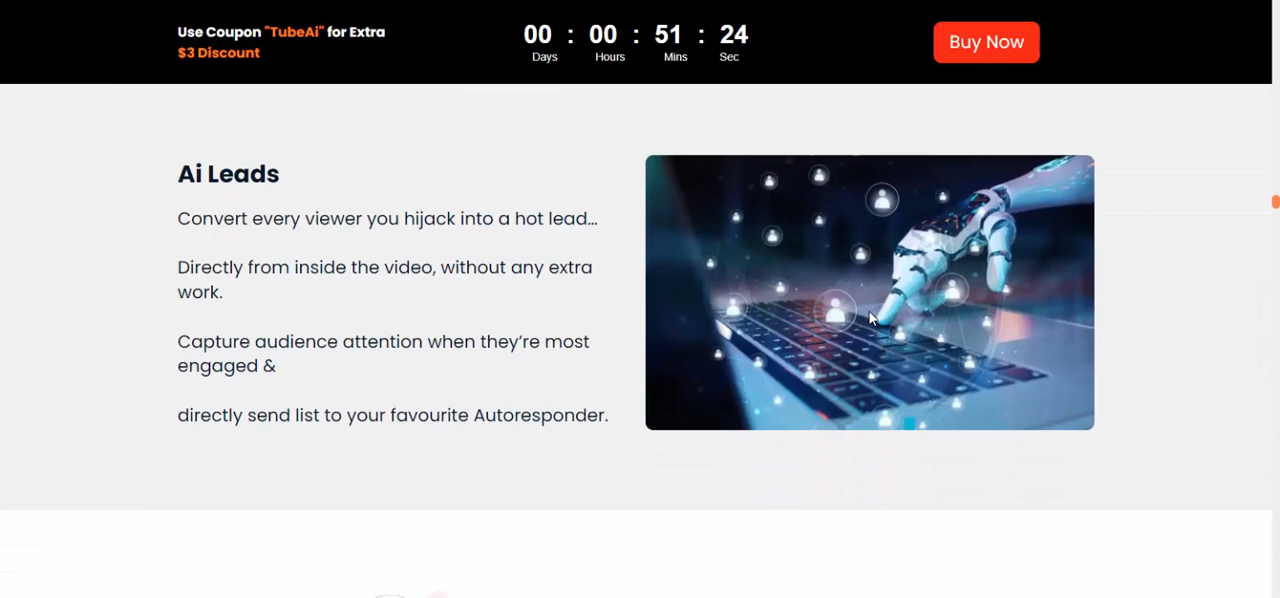 Use Coupon "TubeAi" for Extra
$3 Discount
00 : 00 : 51 : 24
Days Hours Mins Sec
Buy Now
Ai Leads
Convert every viewer you hijack into a hot lead...
Directly from inside the video, without any extra
work.
Capture audience attention when they’re most
engaged &
directly send list to your favourite Autoresponder.